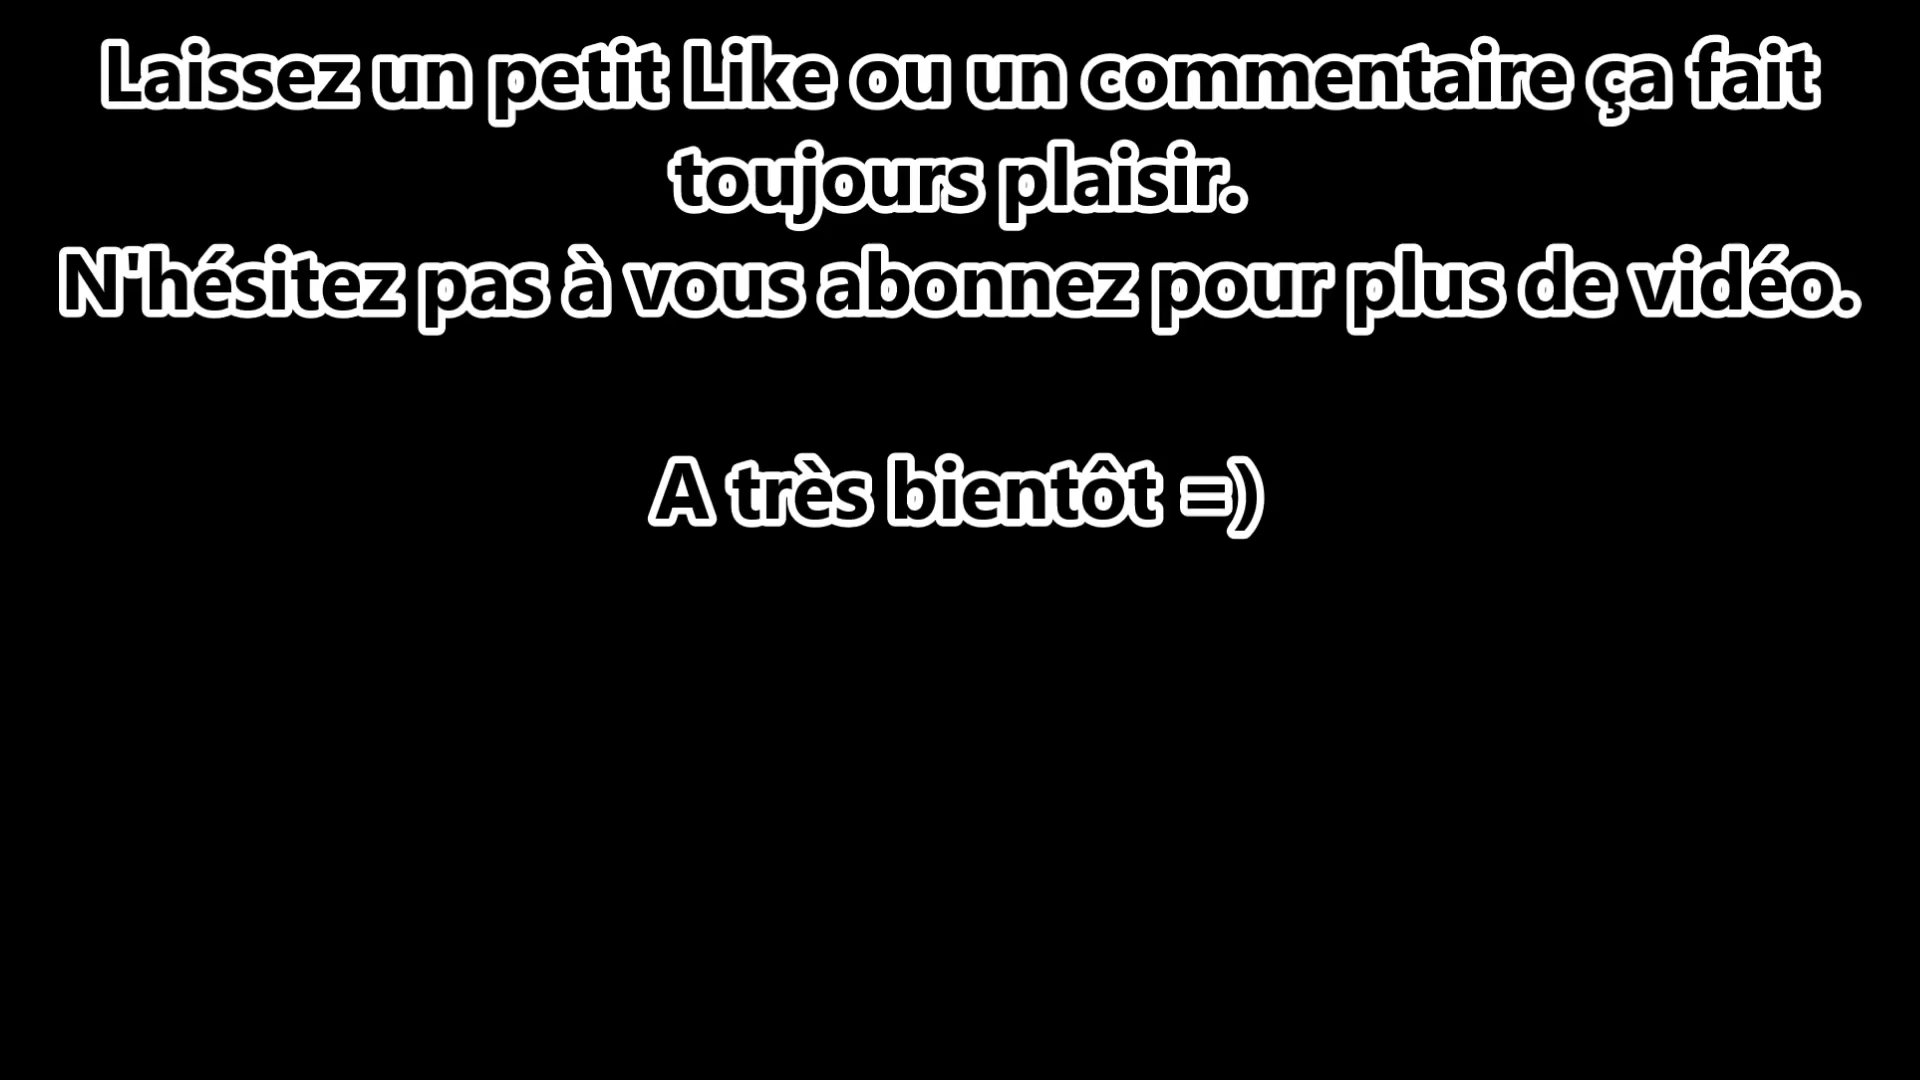 Laissez un petit Like ou un commentaire ça fait
toujours plaisir.
N'hésitez pas à vous abonnez pour plus de vidéo.
A très bientôt =)